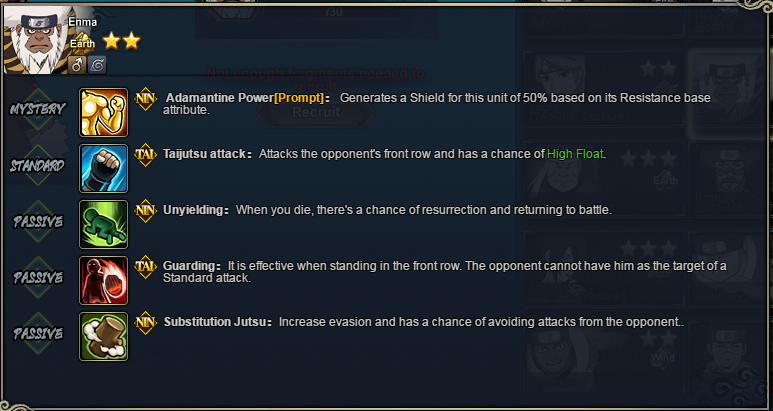 /30
Enma
Earth
Not enough fragments needed to
Recruit
MYSTERY
NIN Adamantine Power[Prompt]: Generates a Shield for this unit of 50% based on its Resistance base
attribute.
STANDARD
TAI Taijutsu attack: Attacks the opponent's front row and has a chance of High Float.
Earth
PASSIVE
NIN Unyielding: When you die, there's a chance of resurrection and returning to battle.
PASSIVE
TAI Guarding: It is effective when standing in the front row. The opponent cannot have him as the target of a
Standard attack.
PASSIVE
NIN Substitution Jutsu: Increase evasion and has a chance of avoiding attacks from the opponent..
Wind